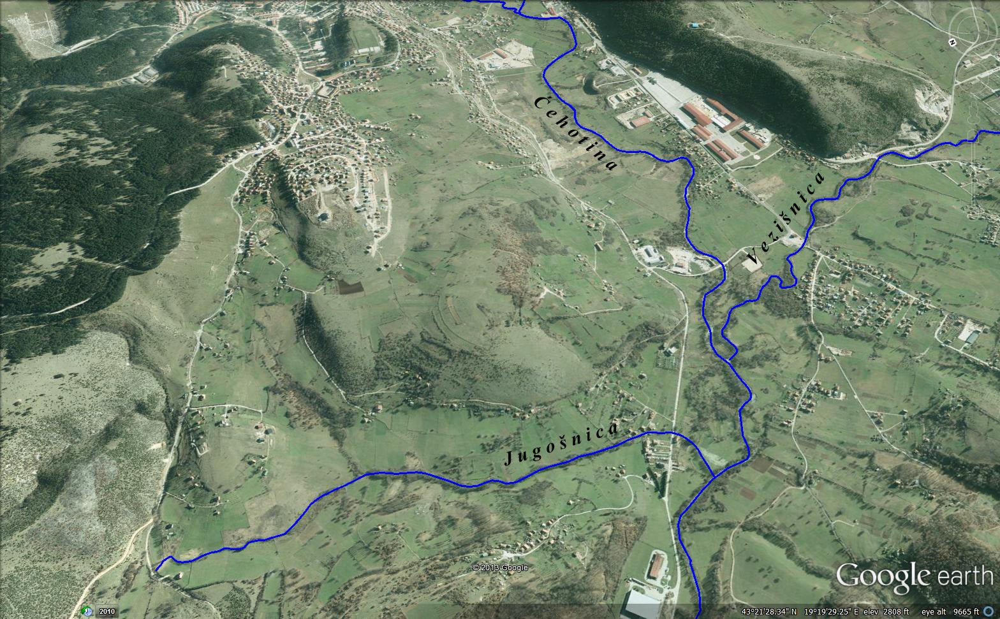 N
Ćehotina
Vezišnica
Jugošnica
© 2013 Google
Google earth
2010
43°21'28.34" N 19°19'29.25" E elev 2808 ft eye alt 9665 ft